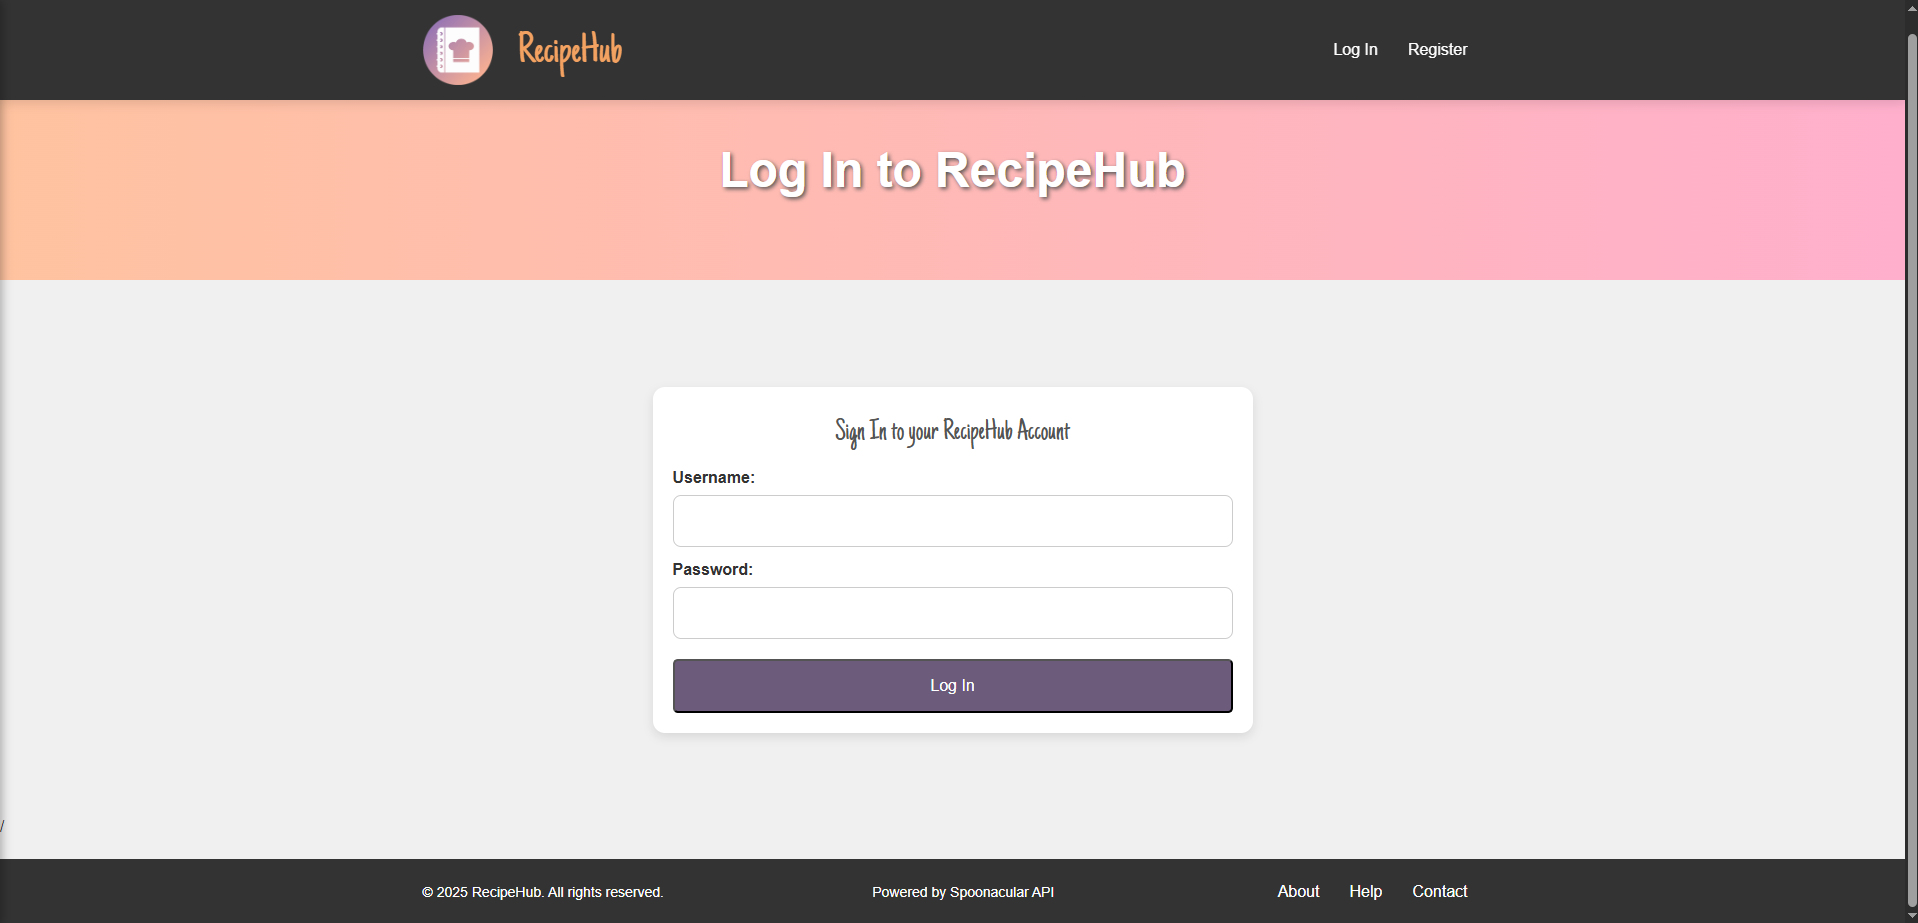 RecipeHub
Log In
Register
Log In to RecipeHub
Sign In to your RecipeHub Account
Username:
Password:
Log In
/
© 2025 RecipeHub. All rights reserved.
Powered by Spoonacular API
About
Help
Contact